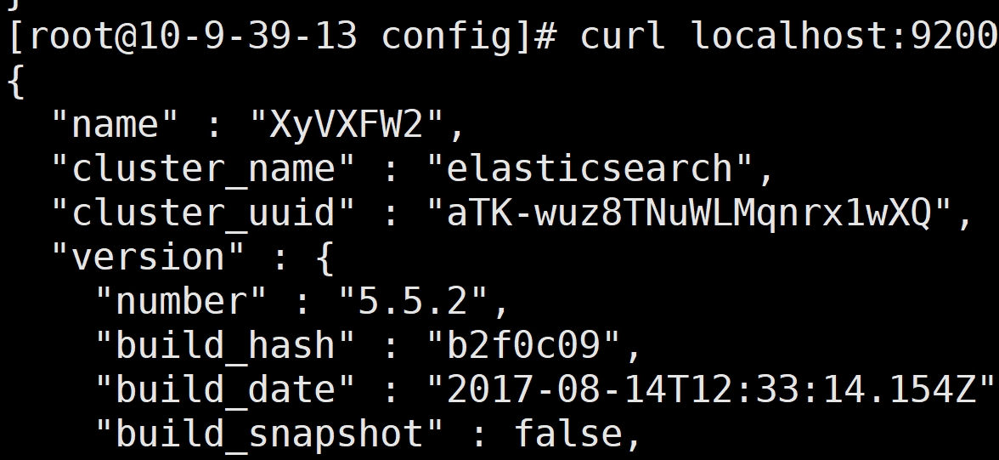 }
[root@10-9-39-13 config]# curl localhost:9200
{
  "name" : "XyVXFW2",
  "cluster_name" : "elasticsearch",
  "cluster_uuid" : "aTK-wuz8TNuWLMqnrx1wXQ",
  "version" : {
    "number" : "5.5.2",
    "build_hash" : "b2f0c09",
    "build_date" : "2017-08-14T12:33:14.154Z"
    "build_snapshot" : false,